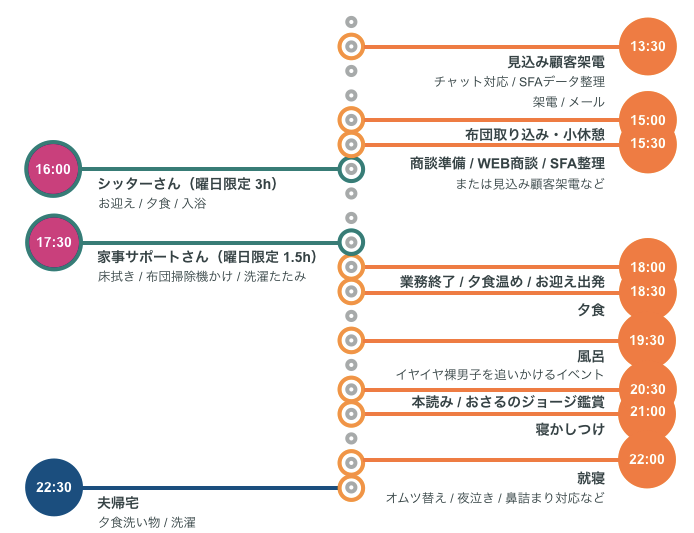 13:30
見込み顧客架電
チャット対応 / SFAデータ整理
架電 / メール
15:00
布団取り込み・小休憩
15:30
商談準備 / WEB商談 / SFA整理
または見込み顧客架電など
16:00
シッターさん（曜日限定 3h）
お迎え / 夕食 / 入浴
17:30
家事サポートさん（曜日限定 1.5h）
床拭き / 布団掃除機かけ / 洗濯たたみ
18:00
業務終了 / 夕食温め / お迎え出発
18:30
夕食
19:30
風呂
イヤイヤ裸男子を追いかけるイベント
20:30
本読み / おさるのジョージ鑑賞
21:00
寝かしつけ
22:00
就寝
オムツ替え / 夜泣き / 鼻詰まり対応など
22:30
夫帰宅
夕食洗い物 / 洗濯